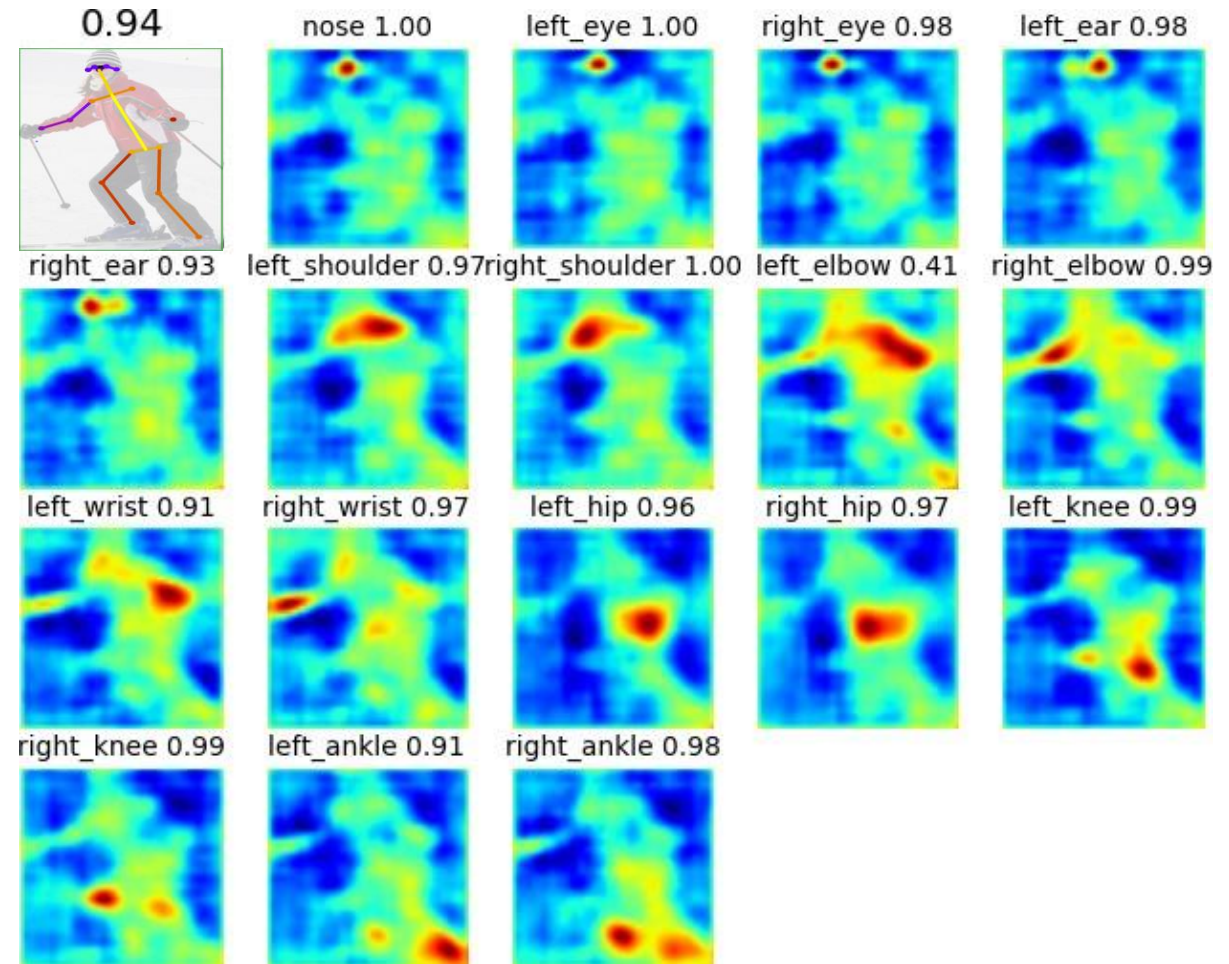 0.94 nose 1.00 left_eye 1.00 right_eye 0.98 left_ear 0.98
right_ear 0.93 left_shoulder 0.97 right_shoulder 1.00 left_elbow 0.41 right_elbow 0.99
left_wrist 0.91 right_wrist 0.97 left_hip 0.96 right_hip 0.97 left_knee 0.99
right_knee 0.99 left_ankle 0.91 right_ankle 0.98